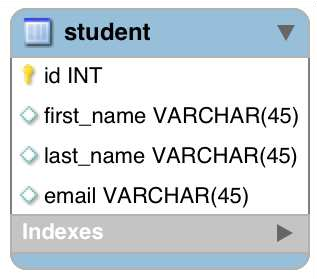 student
id INT
first_name VARCHAR(45)
last_name VARCHAR(45)
email VARCHAR(45)
Indexes